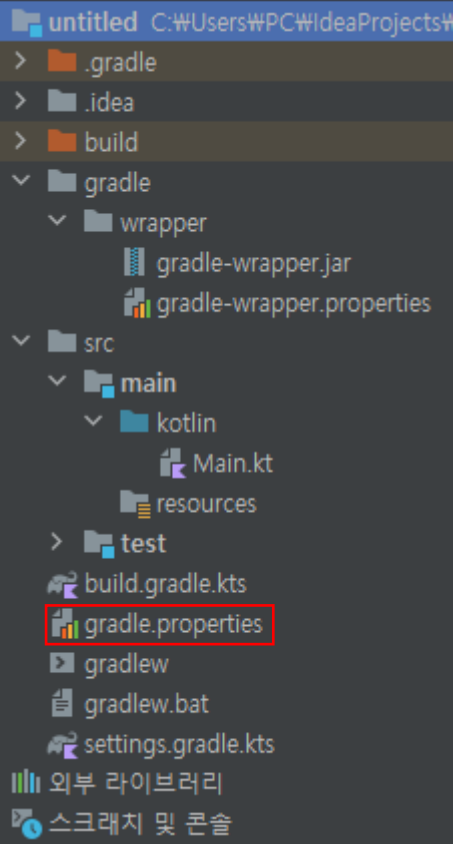 untitled C:₩Users₩PC₩IdeaProjects₩
.gradle
.idea
build
gradle
wrapper
gradle-wrapper.jar
gradle-wrapper.properties
src
main
kotlin
Main.kt
resources
test
build.gradle.kts
gradle.properties
gradlew
gradlew.bat
settings.gradle.kts
외부 라이브러리
스크래치 및 콘솔